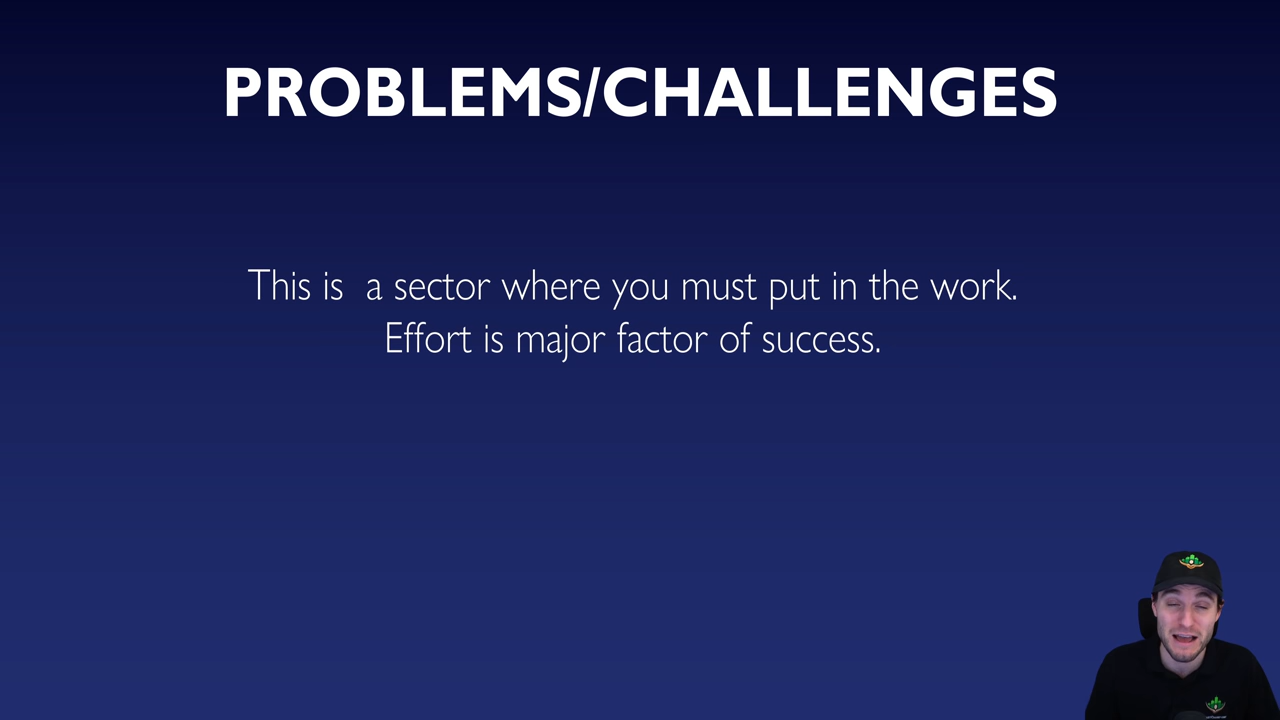 PROBLEMS/CHALLENGES
This is  a sector where you must put in the work.
Effort is major factor of success.